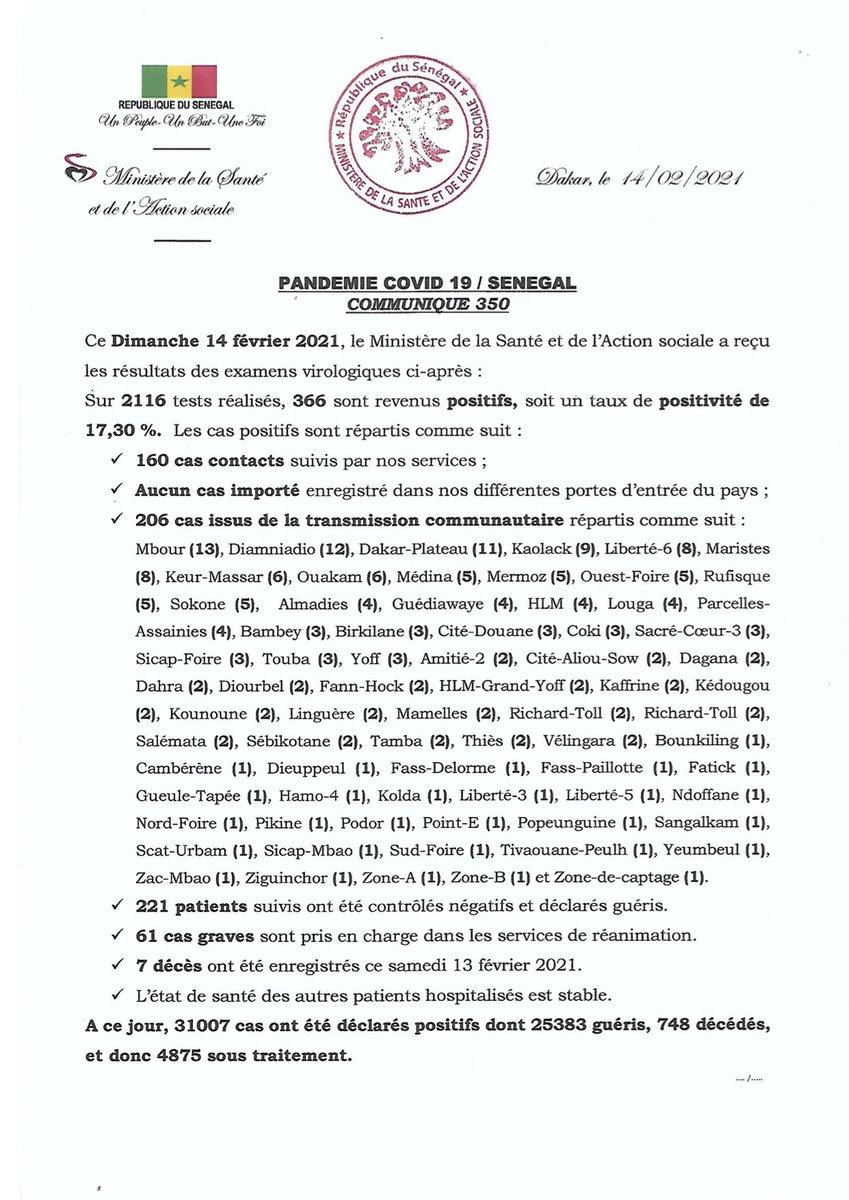 REPUBLIQUE DU SENEGAL
Un Peuple-Un But-Une Foi
Ministère de la Santé
et de l'Action sociale
République du Sénégal
MINISTERE DE LA SANTE ET DE L'ACTION SOCIALE
Dakar, le 14/02/2021
PANDEMIE COVID 19 / SENEGAL
COMMUNIQUE 350
Ce Dimanche 14 février 2021, le Ministère de la Santé et de l'Action sociale a reçu
les résultats des examens virologiques ci-après :
Sur 2116 tests réalisés, 366 sont revenus positifs, soit un taux de positivité de
17,30 %. Les cas positifs sont répartis comme suit :
✓ 160 cas contacts suivis par nos services ;
✓ Aucun cas importé enregistré dans nos différentes portes d'entrée du pays ;
✓ 206 cas issus de la transmission communautaire répartis comme suit :
Mbour (13), Diamniadio (12), Dakar-Plateau (11), Kaolack (9), Liberté-6 (8), Maristes
(8), Keur-Massar (6), Ouakam (6), Médina (5), Mermoz (5), Ouest-Foire (5), Rufisque
(5), Sokone (5), Almadies (4), Guédiawaye (4), HLM (4), Louga (4), Parcelles-
Assainies (4), Bambey (3), Birkilane (3), Cité-Douane (3), Coki (3), Sacré-Cœur-3 (3),
Sicap-Foire (3), Touba (3), Yoff (3), Amitié-2 (2), Cité-Aliou-Sow (2), Dagana (2),
Dahra (2), Diourbel (2), Fann-Hock (2), HLM-Grand-Yoff (2), Kaffrine (2), Kédougou
(2), Kounoune (2), Linguère (2), Mamelles (2), Richard-Toll (2), Richard-Toll (2),
Salémata (2), Sébikotane (2), Tamba (2), Thiès (2), Vélingara (2), Bounkiling (1),
Cambérène (1), Dieuppeul (1), Fass-Delorme (1), Fass-Paillotte (1), Fatick (1),
Gueule-Tapée (1), Hamo-4 (1), Kolda (1), Liberté-3 (1), Liberté-5 (1), Ndoffane (1),
Nord-Foire (1), Pikine (1), Podor (1), Point-E (1), Popeunguine (1), Sangalkam (1),
Scat-Urbam (1), Sicap-Mbao (1), Sud-Foire (1), Tivaouane-Peulh (1), Yeumbeul (1),
Zac-Mbao (1), Ziguinchor (1), Zone-A (1), Zone-B (1) et Zone-de-captage (1).
✓ 221 patients suivis ont été contrôlés négatifs et déclarés guéris.
✓ 61 cas graves sont pris en charge dans les services de réanimation.
✓ 7 décès ont été enregistrés ce samedi 13 février 2021.
✓ L'état de santé des autres patients hospitalisés est stable.
A ce jour, 31007 cas ont été déclarés positifs dont 25383 guéris, 748 décédés,
et donc 4875 sous traitement.
..../.....